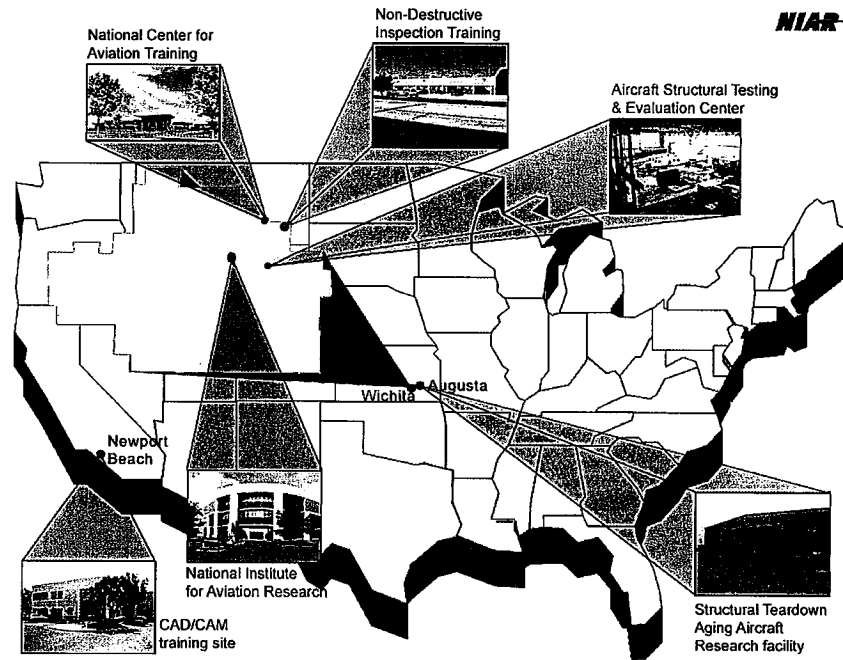 NIAR
National Center for
Aviation Training
Non-Destructive
Inspection Training
Aircraft Structural Testing
& Evaluation Center
Augusta
Wichita
Newport
Beach
National Institute
for Aviation Research
CAD/CAM
training site
Structural Teardown
Aging Aircraft
Research facility